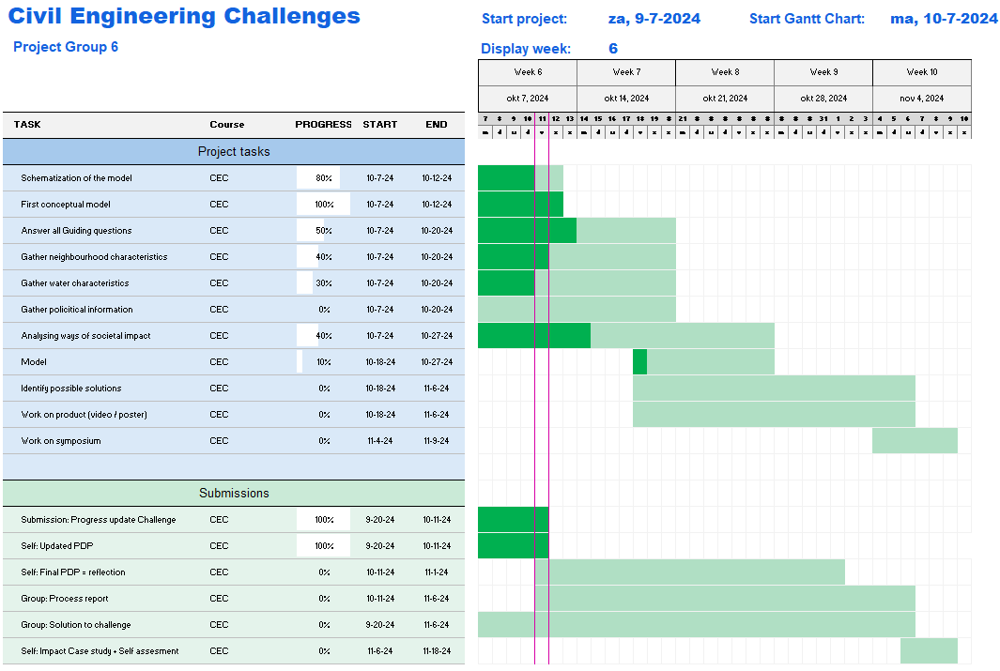 Civil Engineering Challenges
Start project: za, 9-7-2024 Start Gantt Chart: ma, 10-7-2024
Project Group 6
Display week: 6
Week 6 Week 7 Week 8 Week 9 Week 10
okt 7, 2024 okt 14, 2024 okt 21, 2024 okt 28, 2024 nov 4, 2024
TASK Course PROGRESS START END
7 8 9 10 11 12 13 14 15 16 17 18 19 21 31 1 2 3 4 5 6 7 8 9 10
Project tasks
Schematization of the model CEC 80% 10-7-24 10-12-24
First conceptual model CEC 100% 10-7-24 10-12-24
Answer all Guiding questions CEC 50% 10-7-24 10-20-24
Gather neighbourhood characteristics CEC 40% 10-7-24 10-20-24
Gather water characteristics CEC 30% 10-7-24 10-20-24
Gather policitical information CEC 0% 10-7-24 10-20-24
Analysing ways of societal impact CEC 40% 10-7-24 10-27-24
Model CEC 10% 10-18-24 10-27-24
Identify possible solutions CEC 0% 10-18-24 11-6-24
Work on product (video / poster) CEC 0% 10-18-24 11-6-24
Work on symposium CEC 0% 11-4-24 11-9-24
Submissions
Submission: Progress update Challenge CEC 100% 9-20-24 10-11-24
Self: Updated PDP CEC 100% 9-20-24 10-11-24
Self: Final PDP = reflection CEC 0% 10-11-24 11-1-24
Group: Process report CEC 0% 10-11-24 11-6-24
Group: Solution to challenge CEC 0% 9-20-24 11-6-24
Self: Impact Case study + Self assesment CEC 0% 11-6-24 11-18-24